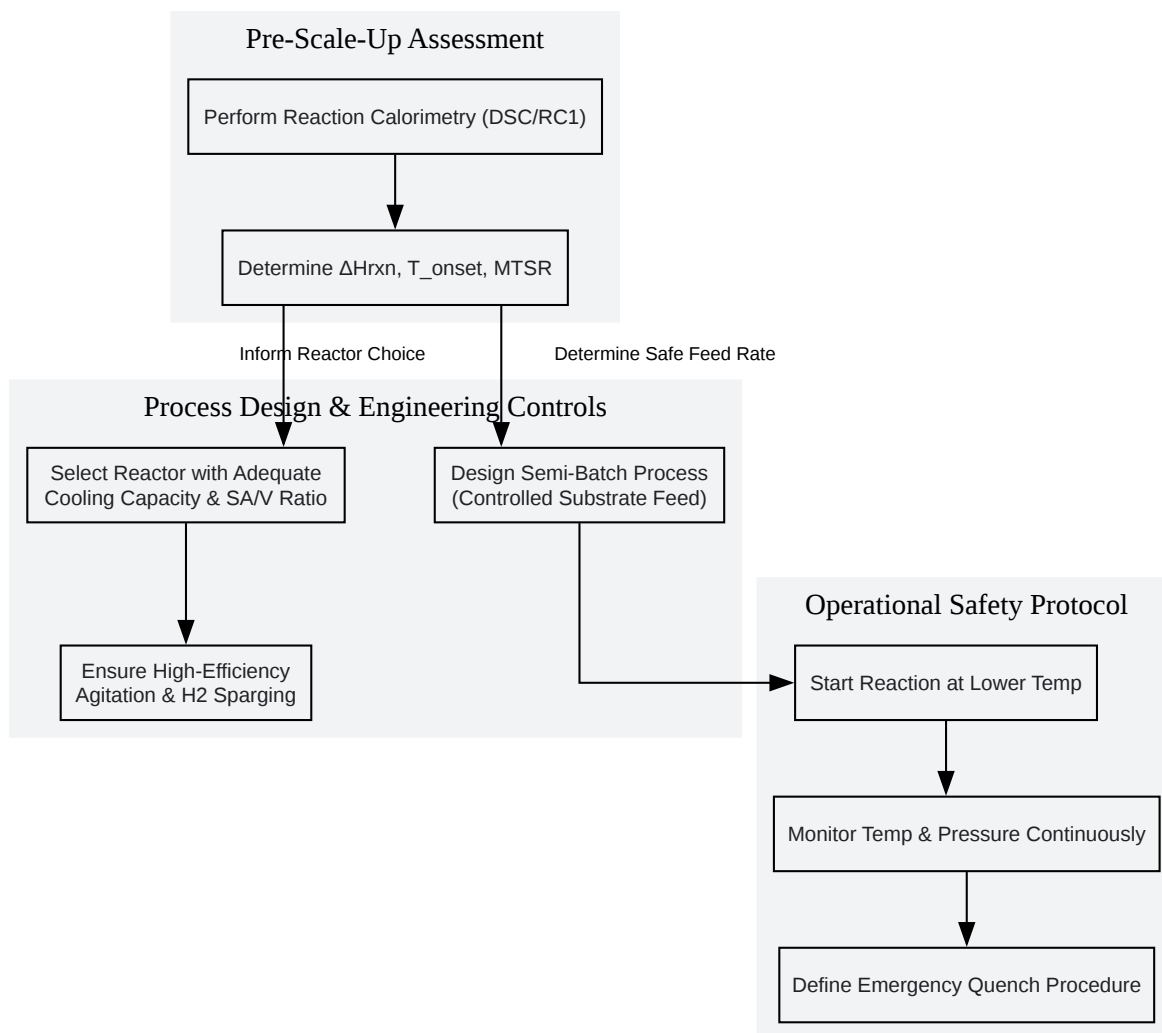 Pre-Scale-Up Assessment
Perform Reaction Calorimetry (DSC/RC1)
Determine ΔHrxn, T_onset, MTSR
Inform Reactor Choice
Determine Safe Feed Rate
Process Design & Engineering Controls
Select Reactor with Adequate
Cooling Capacity & SA/V Ratio
Design Semi-Batch Process
(Controlled Substrate Feed)
Ensure High-Efficiency
Agitation & H2 Sparging
Operational Safety Protocol
Start Reaction at Lower Temp
Monitor Temp & Pressure Continuously
Define Emergency Quench Procedure